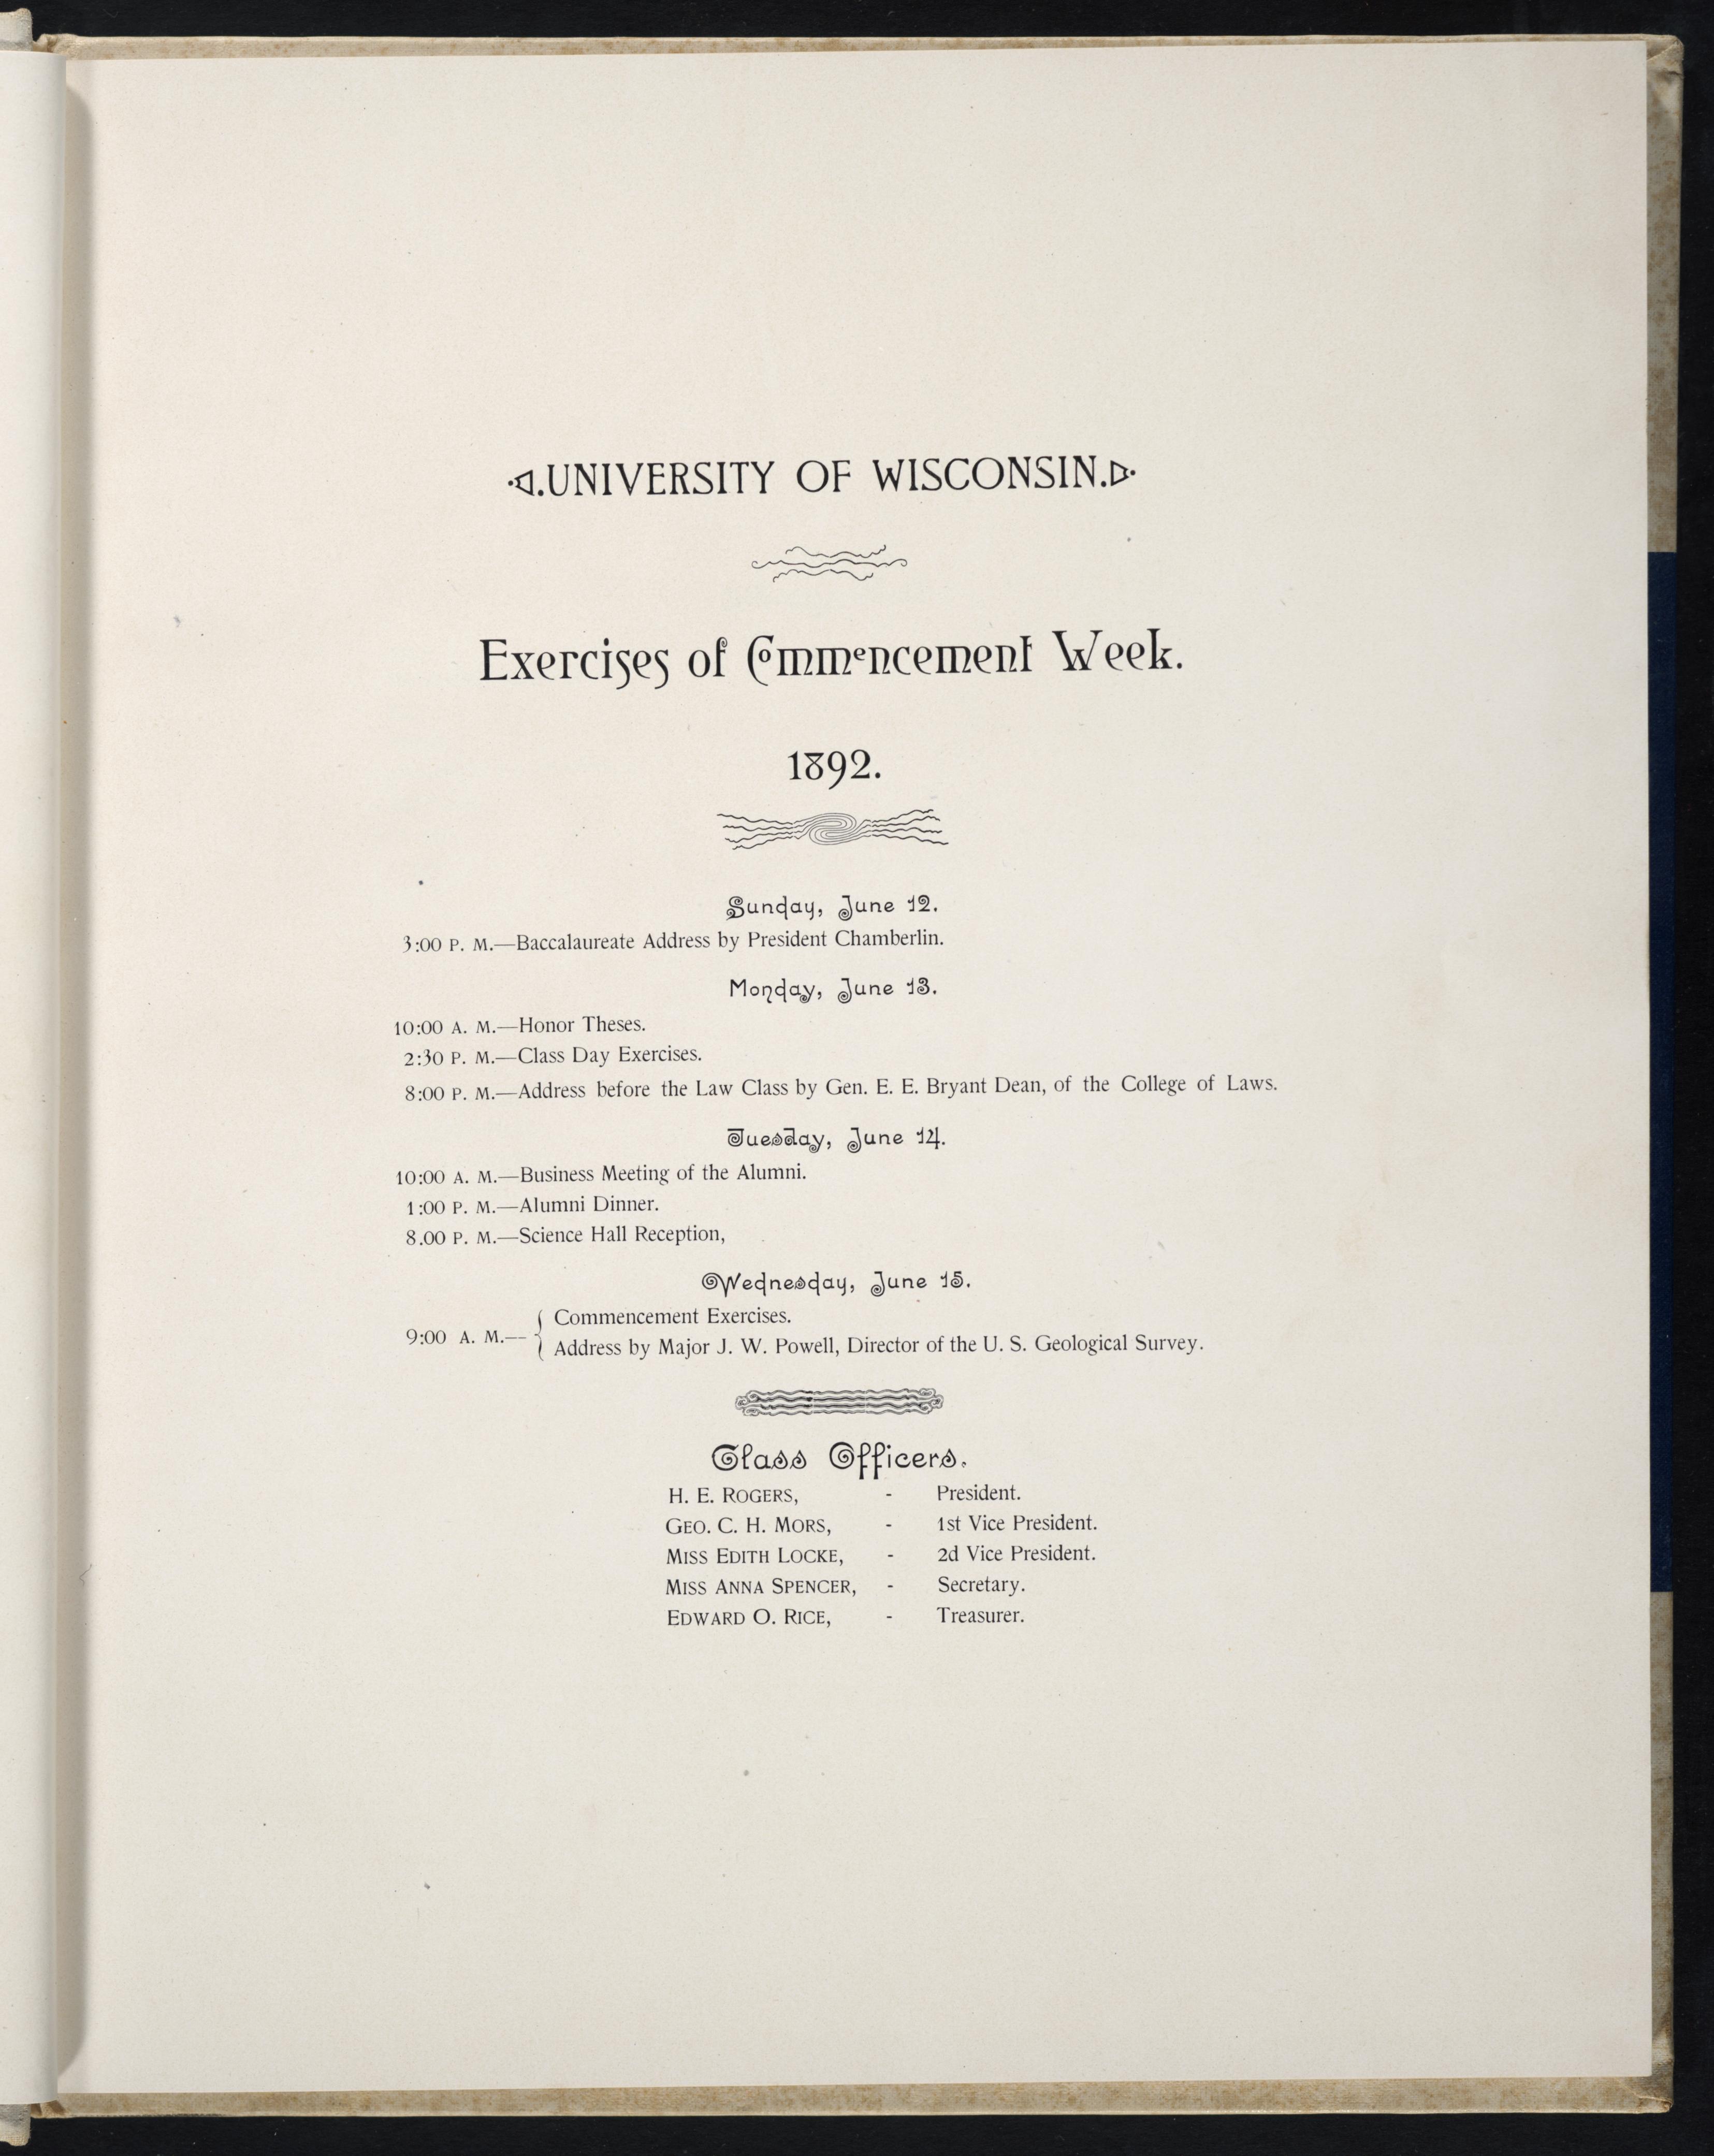 UNIVERSITY OF WISCONSIN.
Exercises of Commencement Week.
1892.
Sunday, June 12.
3:00 P. M.—Baccalaureate Address by President Chamberlin.
Monday, June 13.
10:00 A. M.—Honor Theses.
2:30 P. M.—Class Day Exercises.
8:00 P. M.—Address before the Law Class by Gen. E. E. Bryant Dean, of the College of Laws.
Tuesday, June 14.
10:00 A. M.—Business Meeting of the Alumni.
1:00 P. M.—Alumni Dinner.
8.00 P. M.—Science Hall Reception,
Wednesday, June 15.
9:00 A. M.— { Commencement Exercises.
Address by Major J. W. Powell, Director of the U. S. Geological Survey.
Class Officers.
H. E. ROGERS, - President.
GEO. C. H. MORS, - 1st Vice President.
MISS EDITH LOCKE, - 2d Vice President.
MISS ANNA SPENCER, - Secretary.
EDWARD O. RICE, - Treasurer.